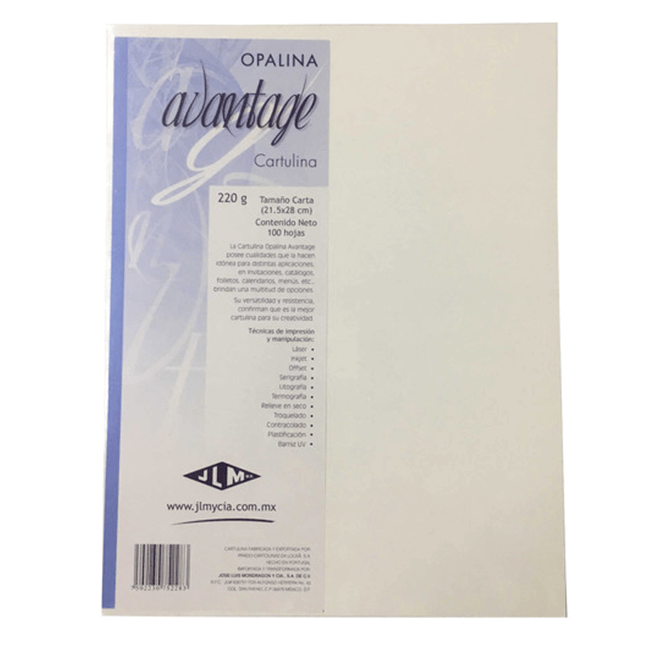 OPALINA
avantage
Cartulina
220 g
Tamaño Carta
(21.5x28 cm)
Contenido Neto
100 hojas
La Cartulina Opalina Avantage
posee cualidades que la hacen
idónea para distintas aplicaciones,
en invitaciones, catálogos,
folletos, calendarios, menús, etc.,
brindan una multitud de opciones.
Su versatilidad y resistencia,
confirman que es la mejor
cartulina para su creatividad.
Técnicas de impresión
y manipulación:
Láser •
Inkjet •
Offset •
Serigrafía •
Litografía •
Termografía •
Relieve en seco •
Troquelado •
Contracolado •
Plastificación •
Barniz UV •
JLM
www.jlmycia.com.mx
CARTULINA FABRICADA Y EXPORTADA POR:
HECHO EN PORTUGAL
IMPORTADA Y TRANSFORMADA POR:
JOSE LUIS MONDRAGON Y CIA., S.A. DE C.V.